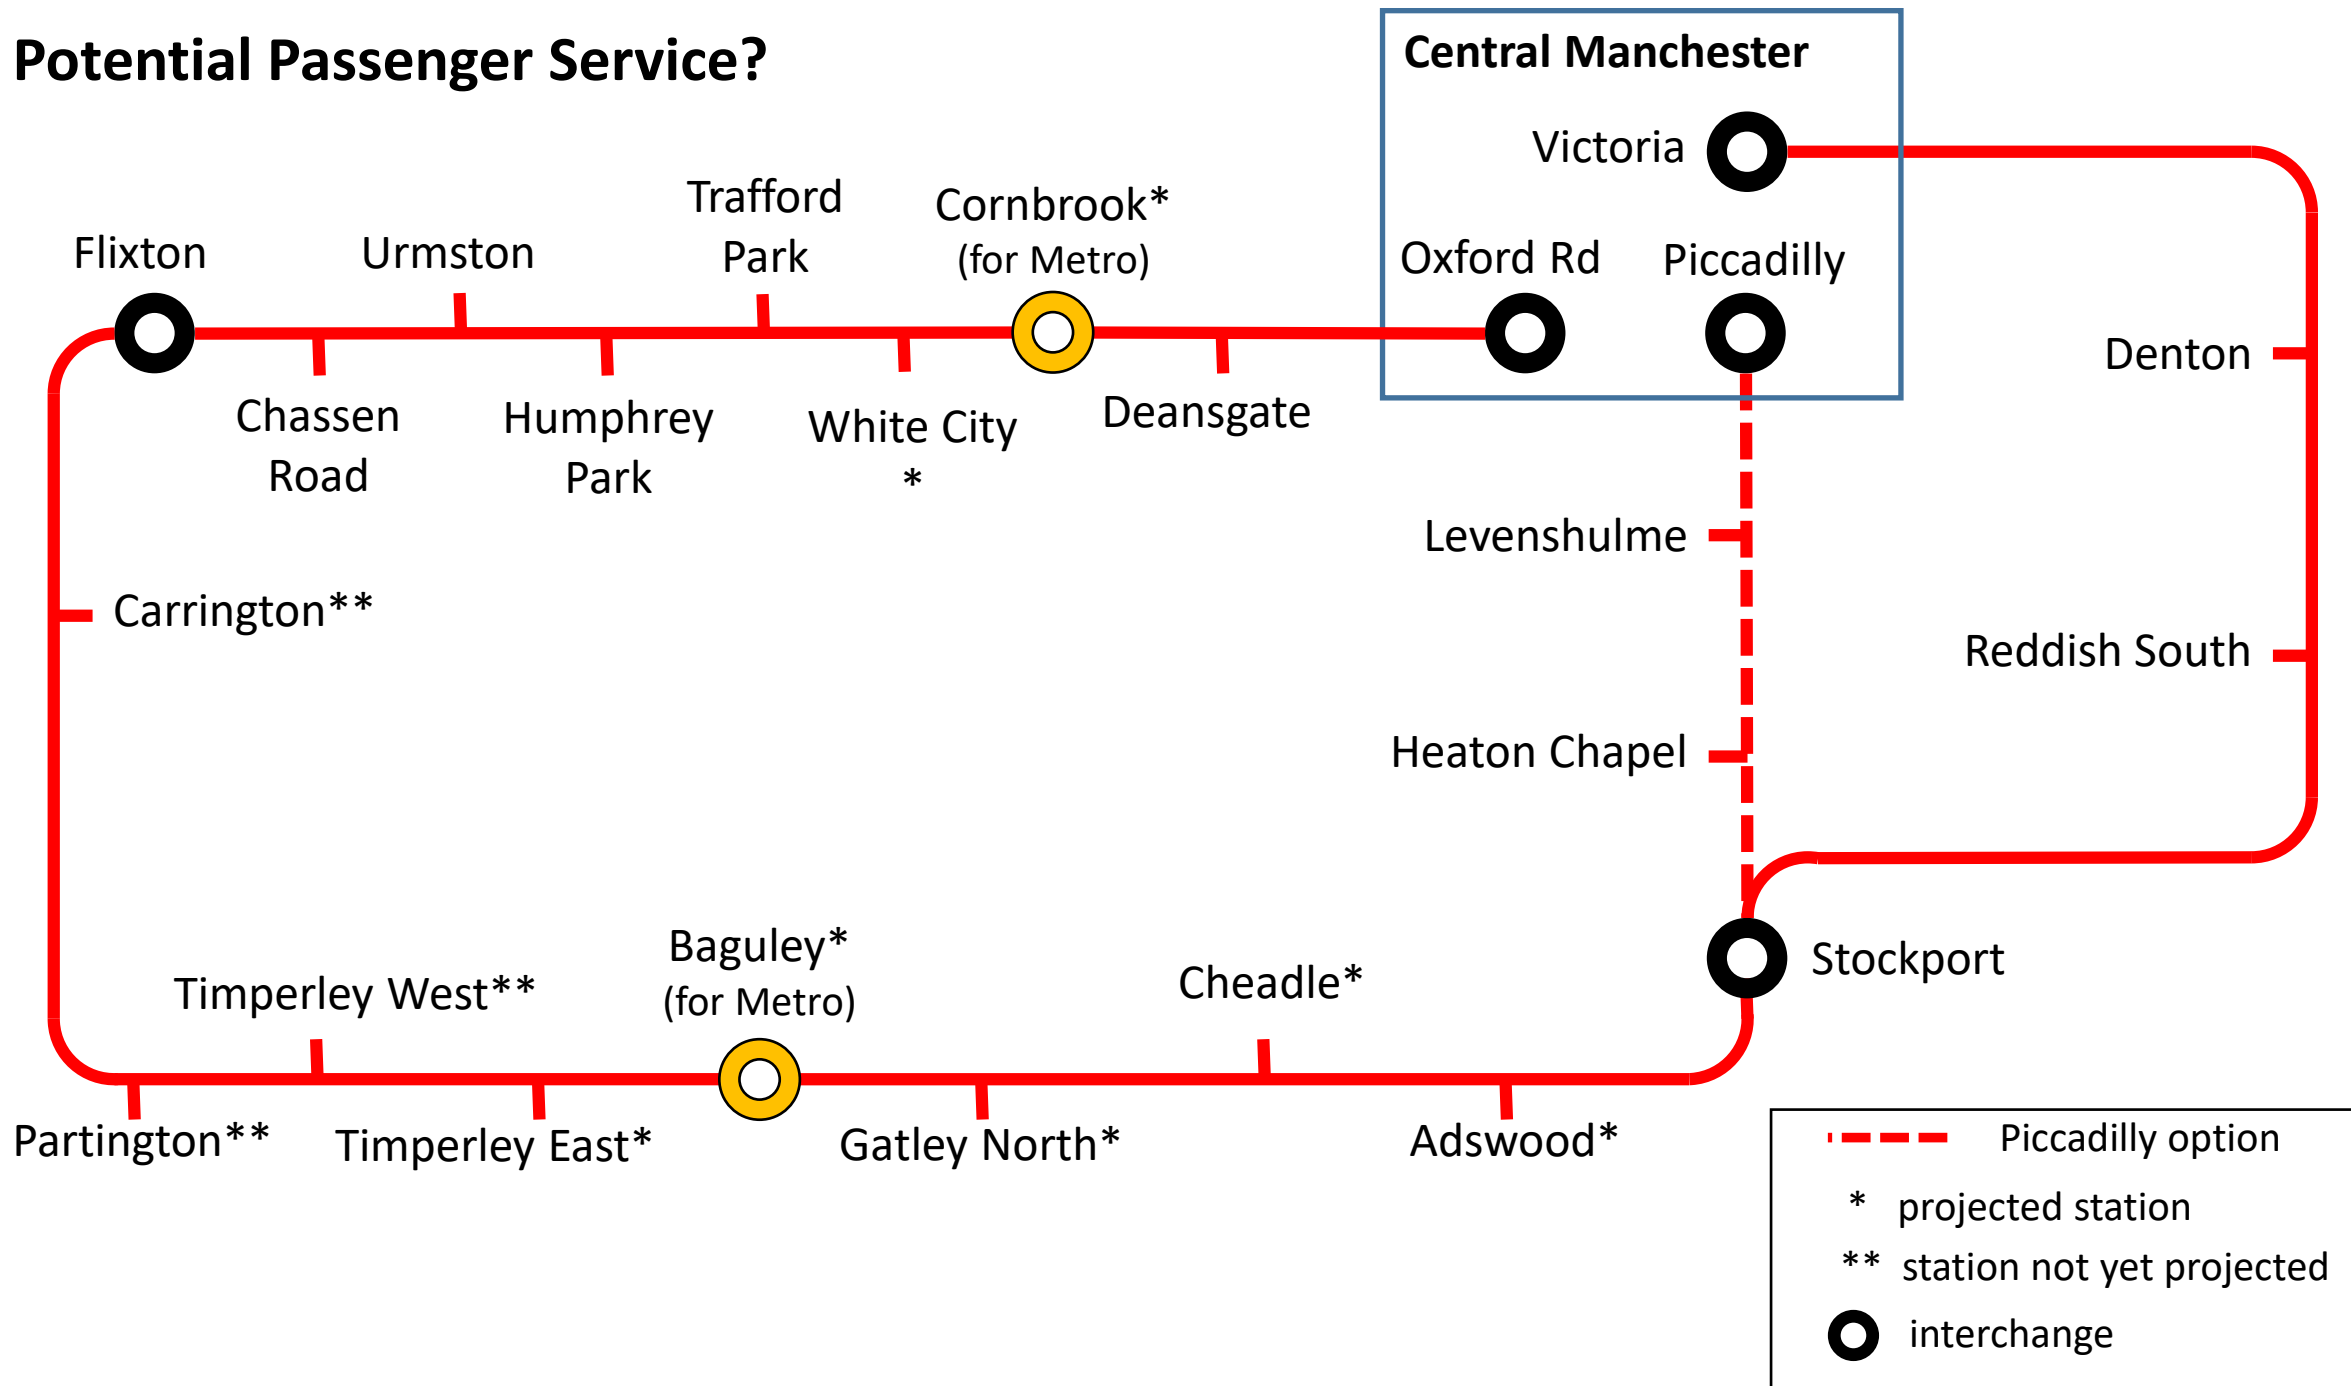 Potential Passenger Service?
Central Manchester
Victoria
Trafford
Park
Cornbrook*
(for Metro)
Flixton
Urmston
Oxford Rd
Piccadilly
Denton
Chassen
Road
Humphrey
Park
White City
*
Deansgate
Levenshulme
Carrington**
Reddish South
Heaton Chapel
Timperley West**
Baguley*
(for Metro)
Cheadle*
Stockport
Partington**
Timperley East*
Gatley North*
Adswood*
Piccadilly option
* projected station
** station not yet projected
interchange